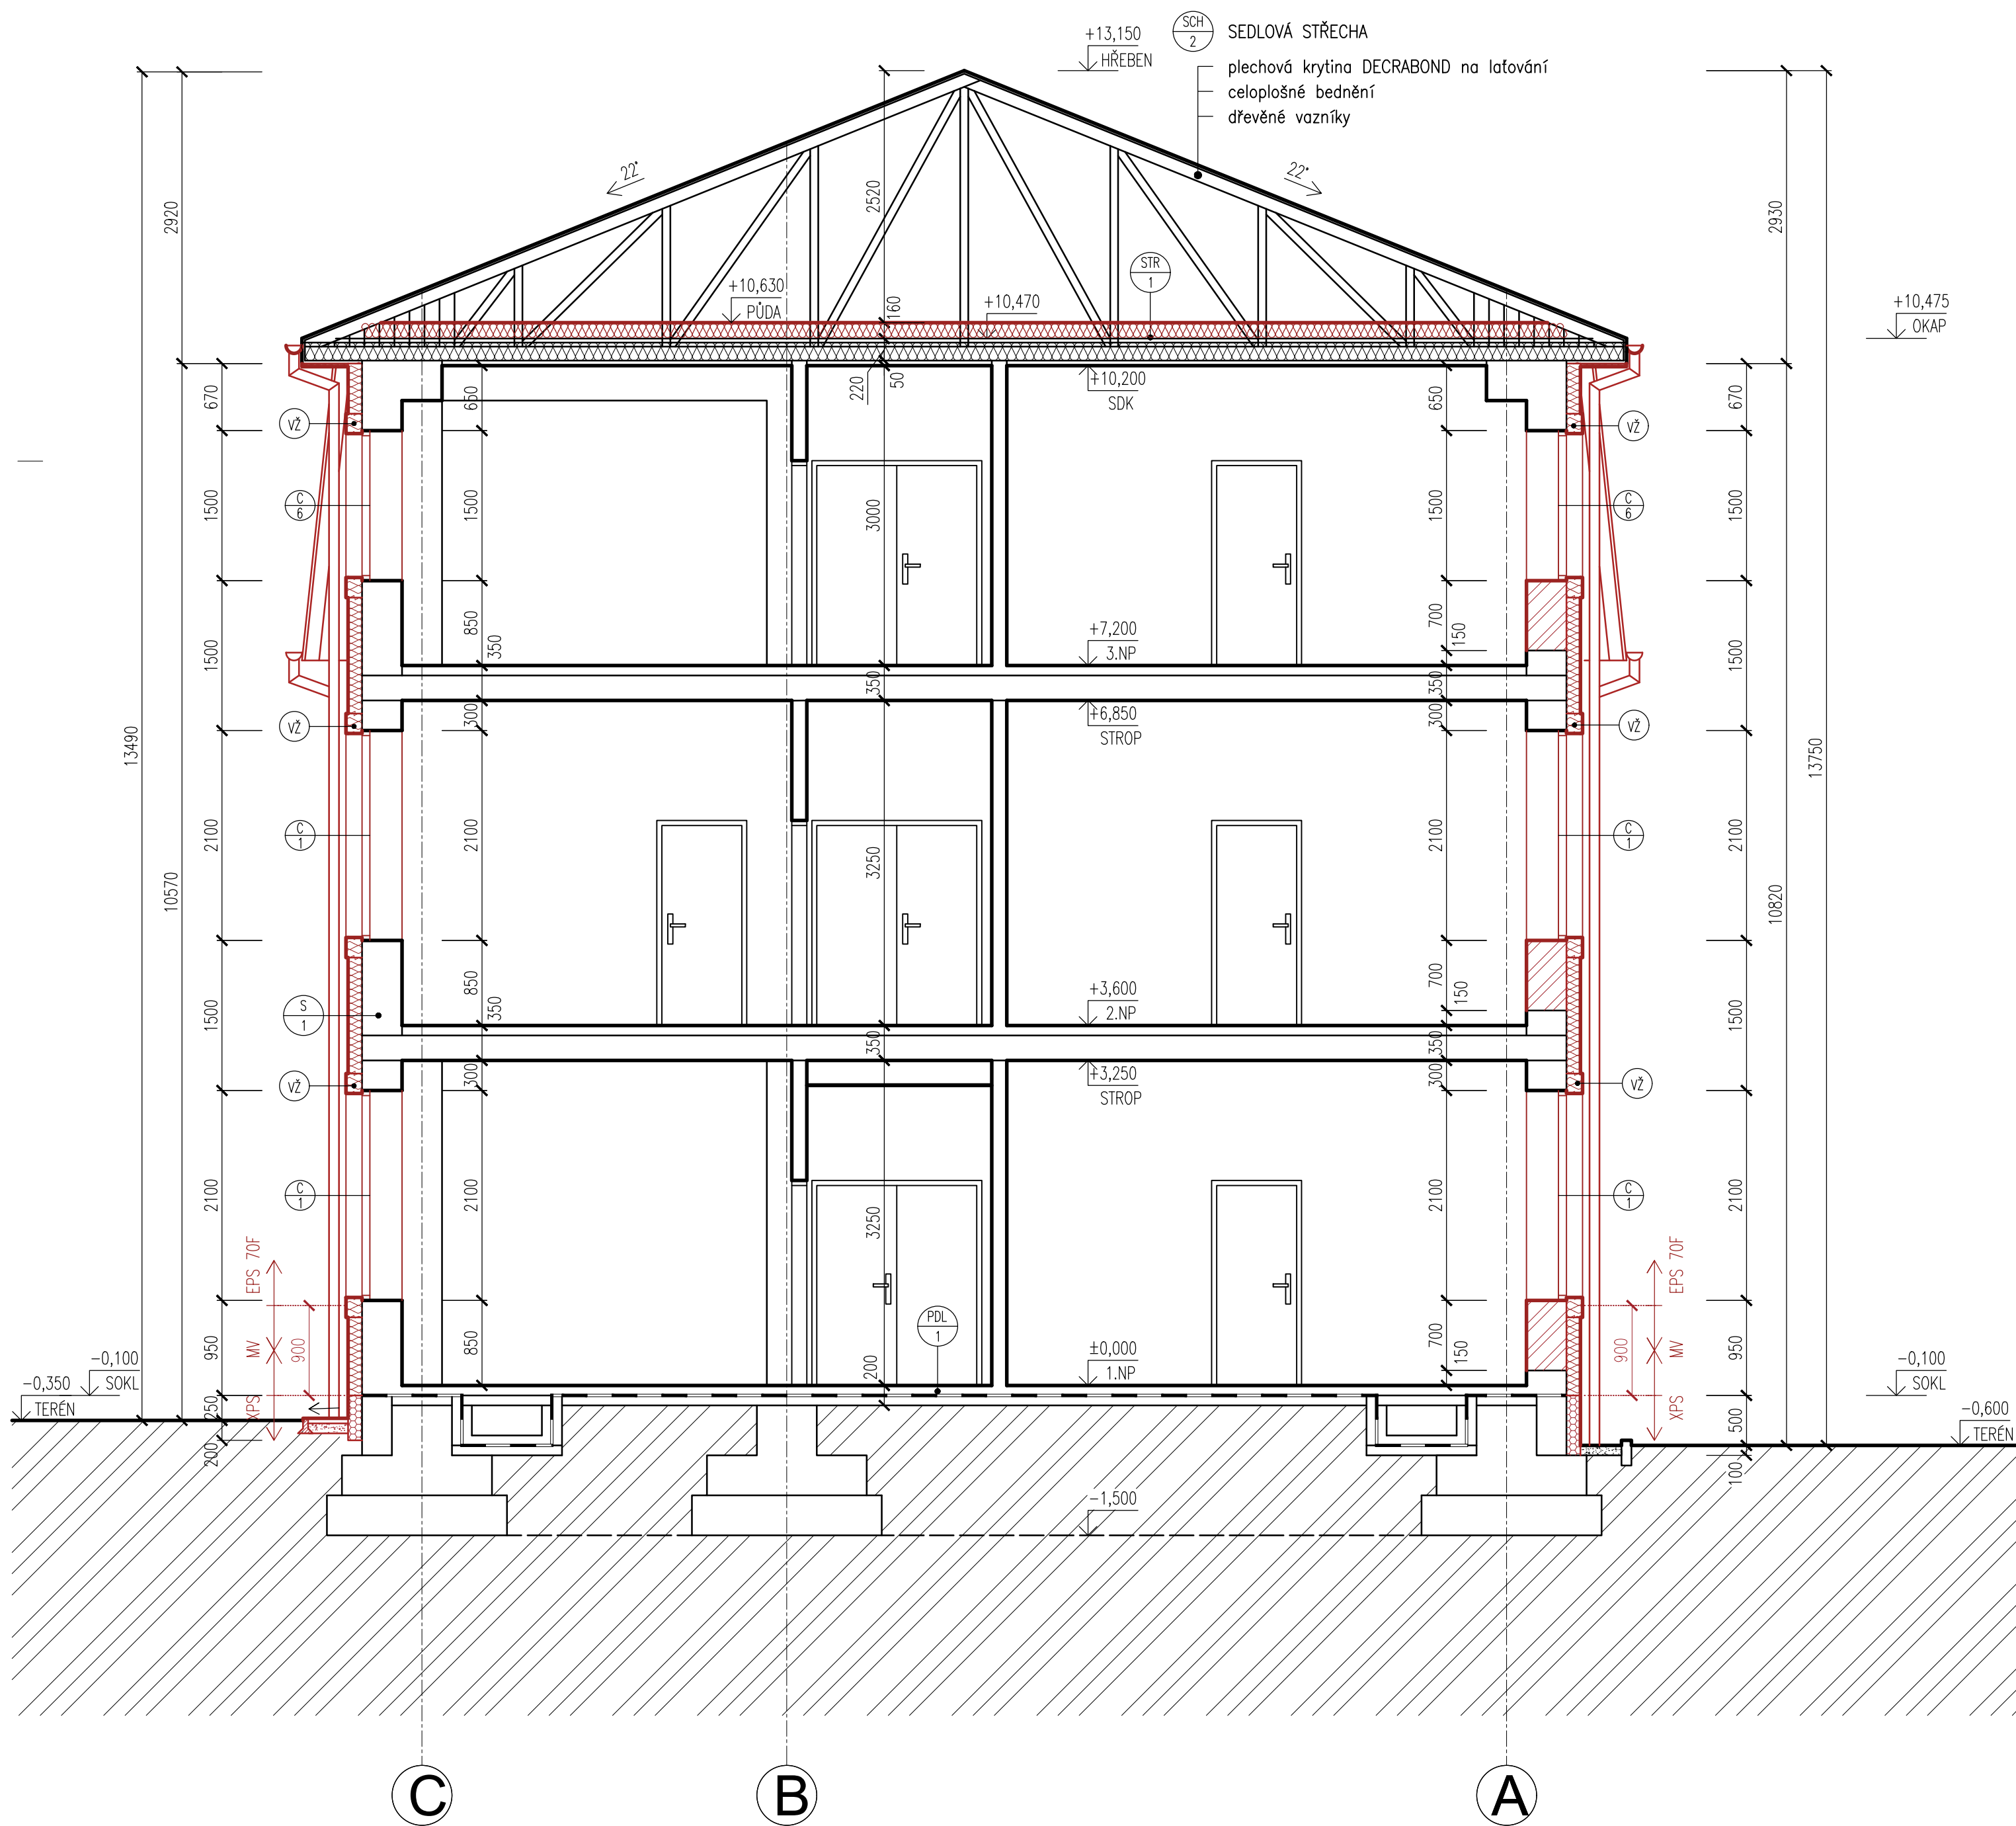 +13,150
HŘEBEN
SCH
2
SEDLOVÁ STŘECHA
plechová krytina DECRABOND na laťování
celoplošné bednění
dřevěné vazníky
22°
22°
2920
2520
2930
STR
1
+10,630
PŮDA
160
+10,470
+10,475
OKAP
670
650
220
50
+10,200
SDK
650
670
VŽ
VŽ
C
6
C
6
1500
1500
3000
1500
1500
+7,200
3.NP
850
350
700
150
1500
1500
350
350
300
300
+6,850
STROP
VŽ
VŽ
13490
13750
C
1
C
1
2100
2100
3250
2100
2100
10570
10820
S
1
850
350
+3,600
2.NP
700
150
1500
1500
350
350
300
300
+3,250
STROP
VŽ
VŽ
C
1
C
1
2100
2100
3250
2100
2100
EPS 70F
EPS 70F
PDL
1
950
MV
900
850
200
±0,000
1.NP
700
150
900
MV
950
-0,100
SOKL
-0,350
TERÉN
250
XPS
200
XPS
500
100
-0,100
SOKL
-0,600
TERÉN
-1,500
C
B
A